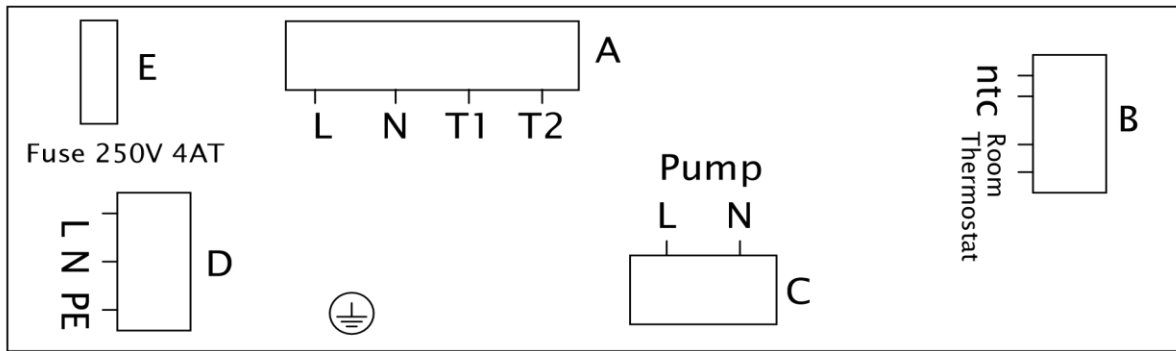 E
Fuse 250V 4AT
A
L N T1 T2
ntc
Room
Thermostat
B
Pump
L N
C
L
N
PE
D